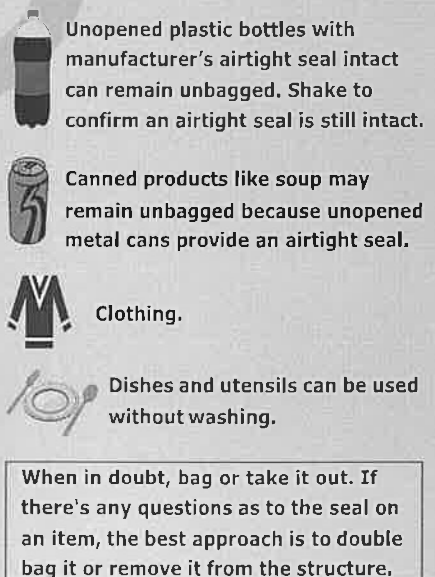 Unopened plastic bottles with
manufacturer's airtight seal intact
can remain unbagged. Shake to
confirm an airtight seal is still intact.
Canned products like soup may
remain unbagged because unopened
metal cans provide an airtight seal.
Clothing.
Dishes and utensils can be used
without washing.
When in doubt, bag or take it out. If
there's any questions as to the seal on
an item, the best approach is to double
bag it or remove it from the structure.